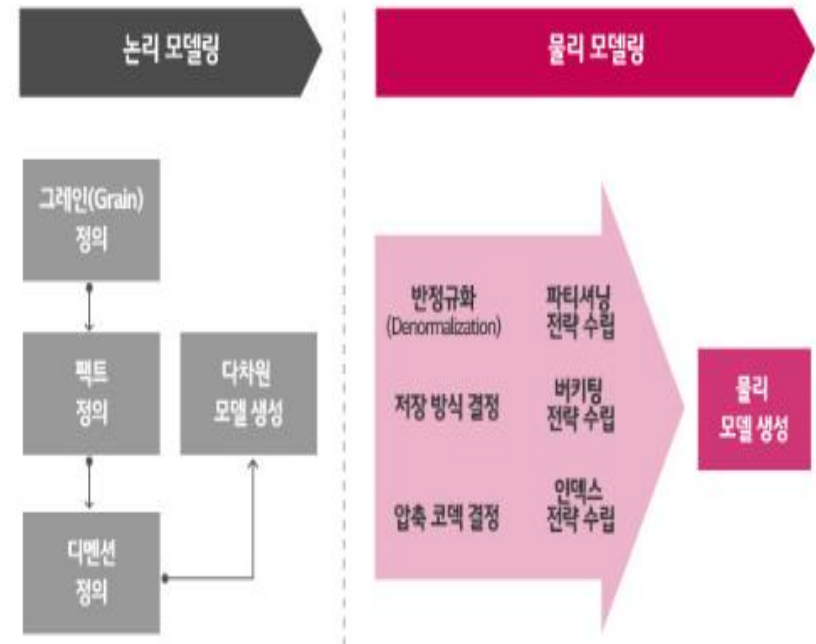 논리 모델링
물리 모델링
그레인(Grain)
정의
팩트
정의
다차원
모델 생성
디멘션
정의
반정규화
(Denormalization)
파티셔닝
전략 수립
저장 방식 결정
버키팅
전략 수립
압축 코덱 결정
인덱스
전략 수립
물리
모델 생성